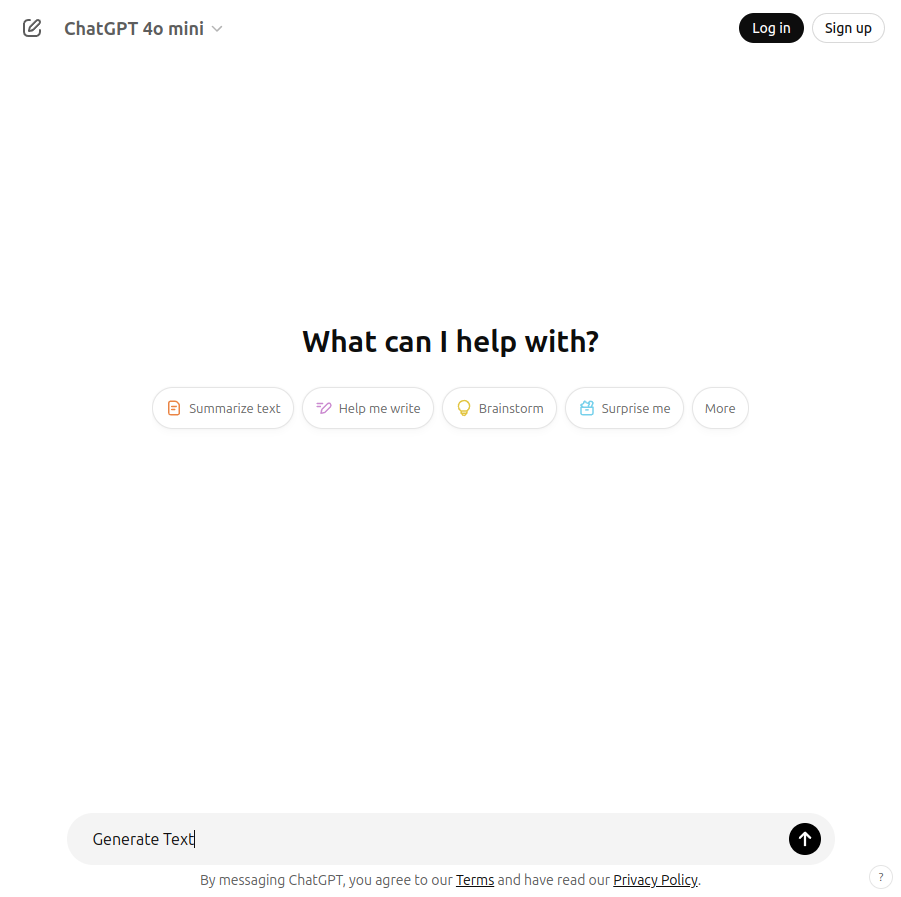 ChatGPT 4o mini
Log in
Sign up
What can I help with?
Summarize text
Help me write
Brainstorm
Surprise me
More
Generate Text
By messaging ChatGPT, you agree to our Terms and have read our Privacy Policy.
?